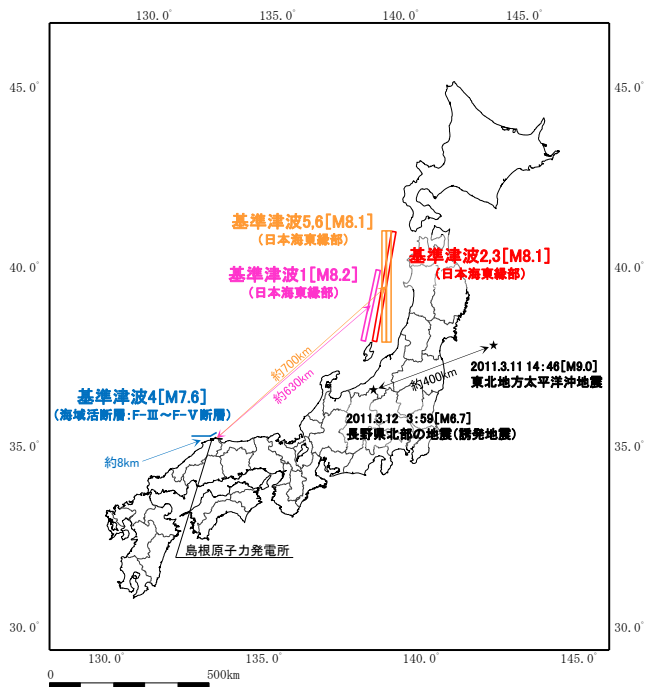 130.0° 135.0° 140.0° 145.0°
45.0° 45.0°
基準津波5,6[M8.1]
(日本海東縁部)
基準津波2,3[M8.1]
(日本海東縁部)
40.0° 40.0°
基準津波1[M8.2]
(日本海東縁部)
約700km
約630km
2011.3.11 14:46[M9.0]
東北地方太平洋沖地震
約400km
基準津波4[M7.6]
(海域活断層:F-Ⅲ~F-Ⅴ断層)
2011.3.12 3:59[M6.7]
長野県北部の地震(誘発地震)
35.0° 35.0°
約8km
島根原子力発電所
30.0° 30.0°
130.0° 135.0° 140.0° 145.0°
0 500km